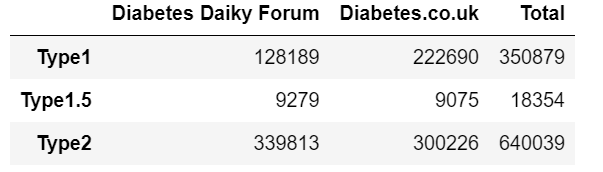 Diabetes Daiky Forum Diabetes.co.uk Total
Type1 128189 222690 350879
Type1.5 9279 9075 18354
Type2 339813 300226 640039